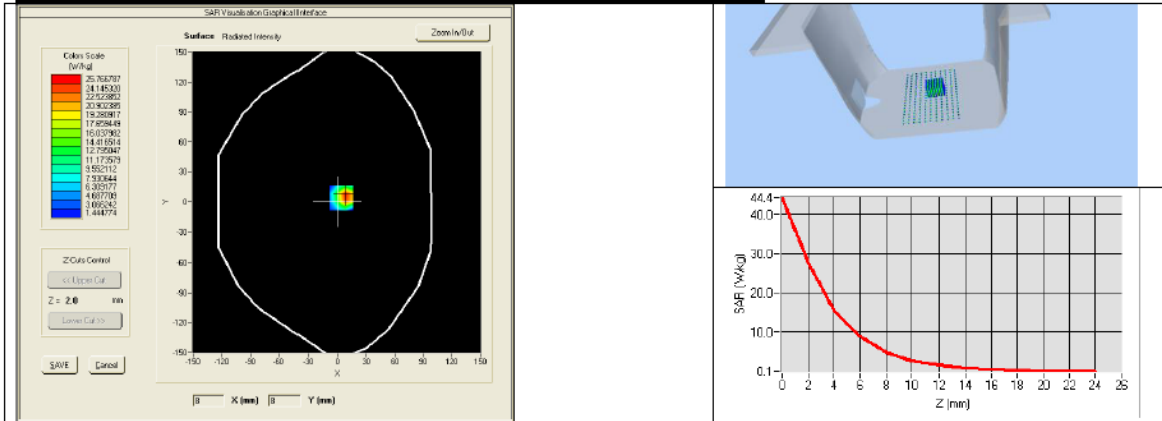 SAR Visualisation Graphical Interface
Surface Radiated Intensity
Zoom In/Out
Colors Scale
(W/kg)
25.766787
24.145320
22.523852
20.902385
19.280917
17.659449
16.037982
14.416514
12.795047
11.173579
9.552112
7.930644
6.309177
4.687709
3.066242
1.444774
Z-Cuts Control
<< Upper Cut
Z = 2.0 mm
Lower Cut >>
SAVE Cancel
150
120
90
60
30
0
-30
-60
-90
-120
-150
Y
-150 -120 -90 -60 -30 0 30 60 90 120 150
X
8 X (mm) 8 Y (mm)
44.4
40.0
30.0
20.0
10.0
0.1
SAR (W/kg)
0 2 4 6 8 10 12 14 16 18 20 22 24 26
Z (mm)